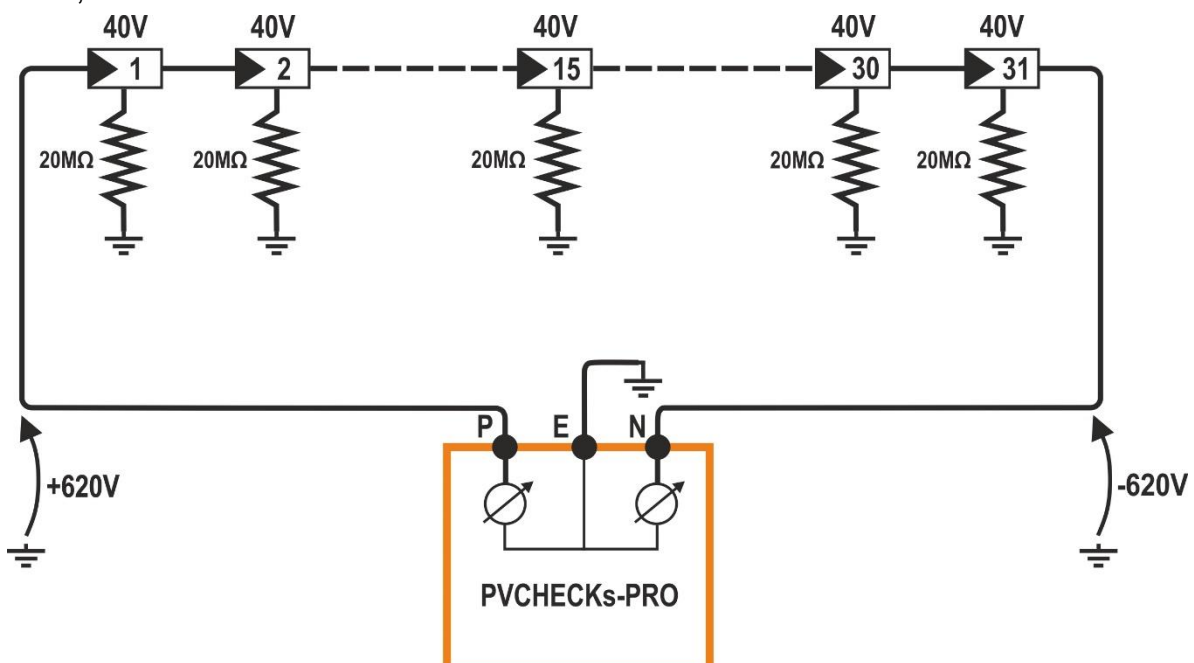 40V 40V 40V 40V 40V
1 2 15 30 31
20MΩ 20MΩ 20MΩ 20MΩ 20MΩ
P E N
+620V -620V
PVCHECKs-PRO